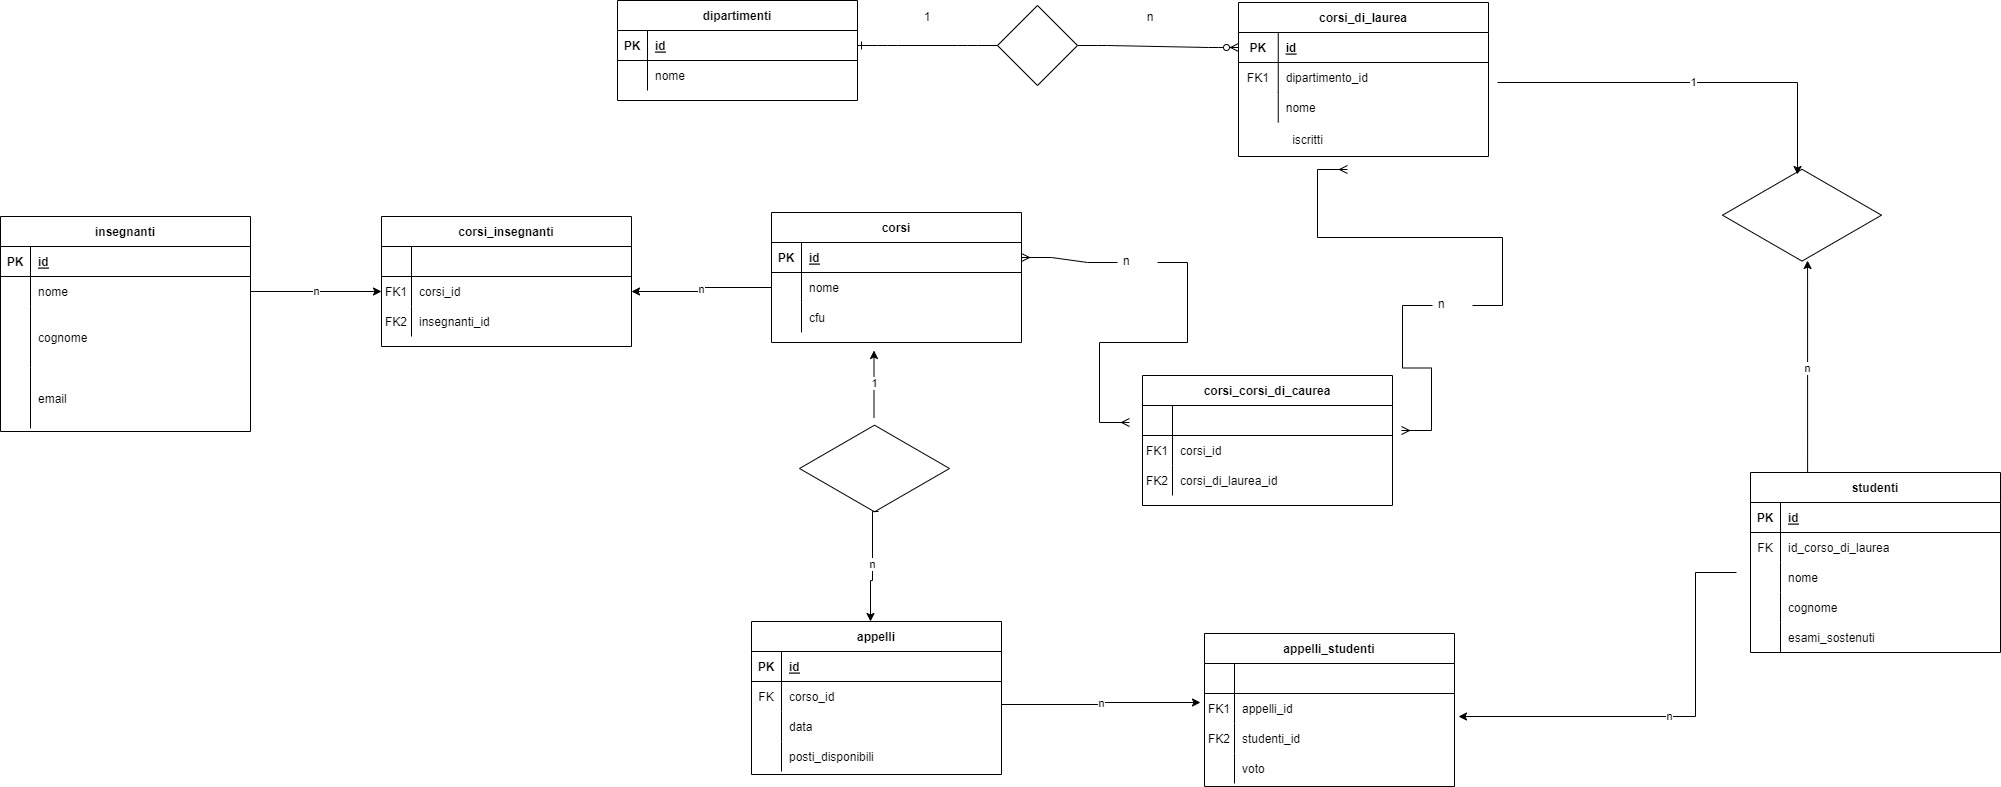 dipartimenti
PK id
nome
1
n
corsi_di_laurea
PK id
FK1 dipartimento_id
nome
iscritti
1
insegnanti
PK id
nome
cognome
email
n
corsi_insegnanti
FK1 corsi_id
FK2 insegnanti_id
n
corsi
PK id
nome
cfu
n
n
1
corsi_corsi_di_caurea
FK1 corsi_id
FK2 corsi_di_laurea_id
n
studenti
PK id
FK id_corso_di_laurea
nome
cognome
esami_sostenuti
n
appelli
PK id
FK corso_id
data
posti_disponibili
n
appelli_studenti
FK1 appelli_id
FK2 studenti_id
voto
n